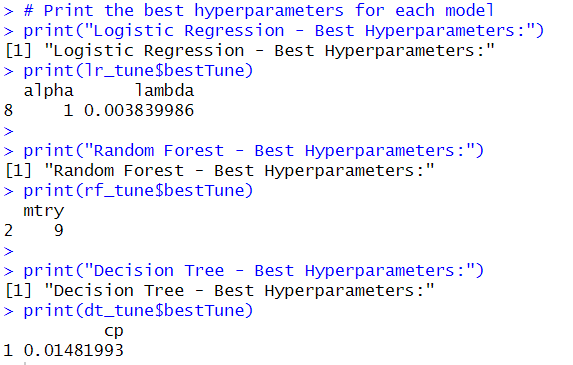 > # Print the best hyperparameters for each model
> print("Logistic Regression - Best Hyperparameters:")
[1] "Logistic Regression - Best Hyperparameters:"
> print(lr_tune$bestTune)
  alpha      lambda
8     1 0.003839986
>
> print("Random Forest - Best Hyperparameters:")
[1] "Random Forest - Best Hyperparameters:"
> print(rf_tune$bestTune)
  mtry
2    9
>
> print("Decision Tree - Best Hyperparameters:")
[1] "Decision Tree - Best Hyperparameters:"
> print(dt_tune$bestTune)
          cp
1 0.01481993